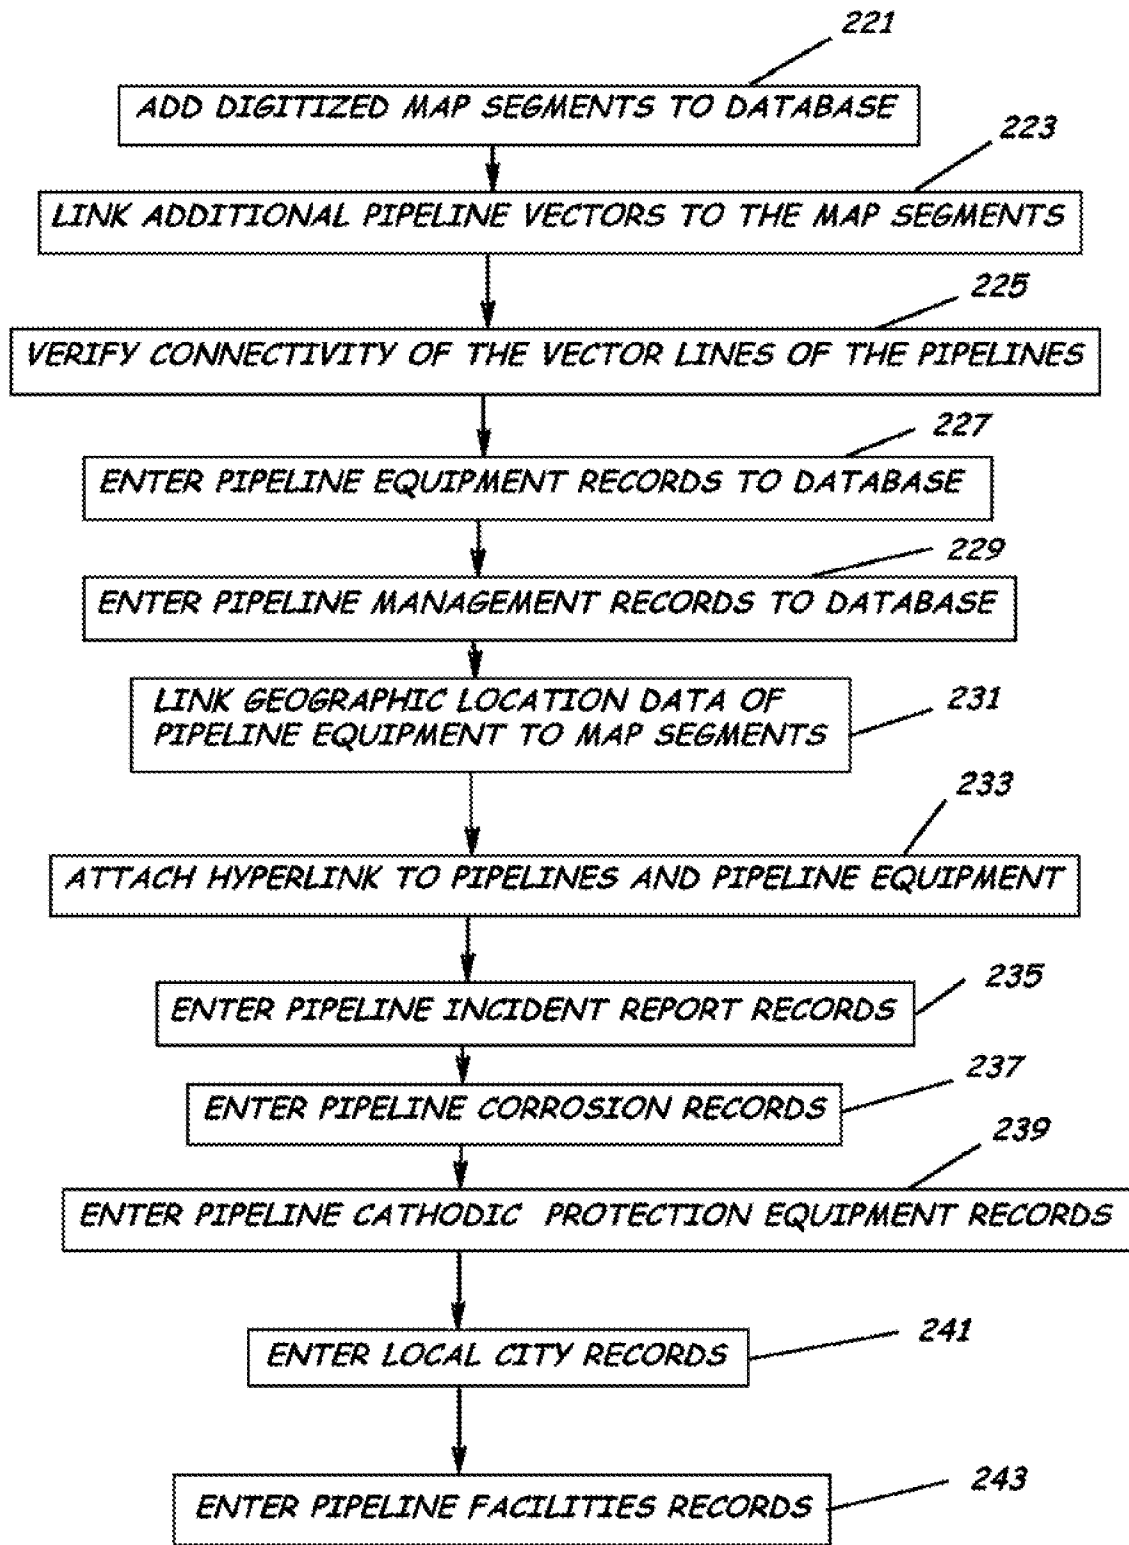 221
ADD DIGITIZED MAP SEGMENTS TO DATABASE
223
LINK ADDITIONAL PIPELINE VECTORS TO THE MAP SEGMENTS
225
VERIFY CONNECTIVITY OF THE VECTOR LINES OF THE PIPELINES
227
ENTER PIPELINE EQUIPMENT RECORDS TO DATABASE
229
ENTER PIPELINE MANAGEMENT RECORDS TO DATABASE
LINK GEOGRAPHIC LOCATION DATA OF
PIPELINE EQUIPMENT TO MAP SEGMENTS
231
233
ATTACH HYPERLINK TO PIPELINES AND PIPELINE EQUIPMENT
235
ENTER PIPELINE INCIDENT REPORT RECORDS
237
ENTER PIPELINE CORROSION RECORDS
239
ENTER PIPELINE CATHODIC PROTECTION EQUIPMENT RECORDS
241
ENTER LOCAL CITY RECORDS
243
ENTER PIPELINE FACILITIES RECORDS